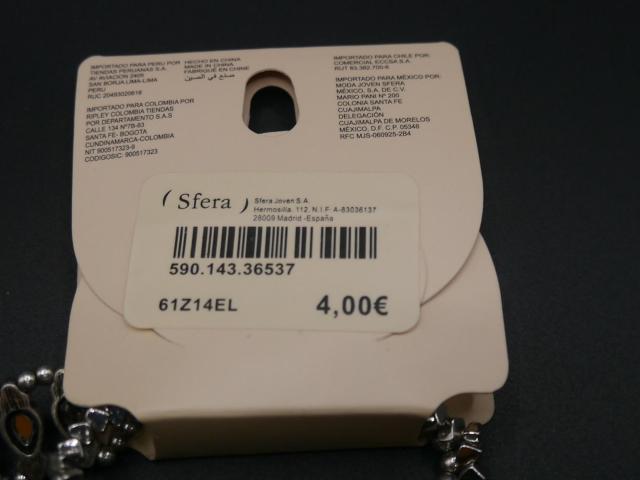 IMPORTADO PARA PERU POR
TIENDAS PERUANAS S.A.
AV AVIACION 2405
SAN BORJA LIMA-LIMA
PERU
RUC 20493020618
HECHO EN CHINA
MADE IN CHINA
FABRIQUÉ EN CHINE
صنع في الصين
IMPORTADO PARA COLOMBIA POR
RIPLEY COLOMBIA TIENDAS
POR DEPARTAMENTO S.A.S
CALLE 134 N°7B-83
SANTA FE- BOGOTA
CUNDINAMARCA-COLOMBIA
NIT 900517323-9
CODIGOSIC: 900517323
IMPORTADO PARA CHILE POR:
COMERCIAL ECCSA S.A.
RUT 83.382.700-6
IMPORTADO PARA MÉXICO POR:
MODA JOVEN SFERA
MÉXICO, S.A. DE C.V.
MARIO PANI Nº 200
COLONIA SANTA FE
CUAJIMALPA
DELEGACIÓN
CUAJIMALPA DE MORELOS
MÉXICO, D.F. C.P. 05348
RFC MJS-060925-2B4
( Sfera )
Sfera Joven S.A.
Hermosilla, 112, N.I.F. A-83036137
28009 Madrid -España
590.143.36537
61Z14EL
4,00€